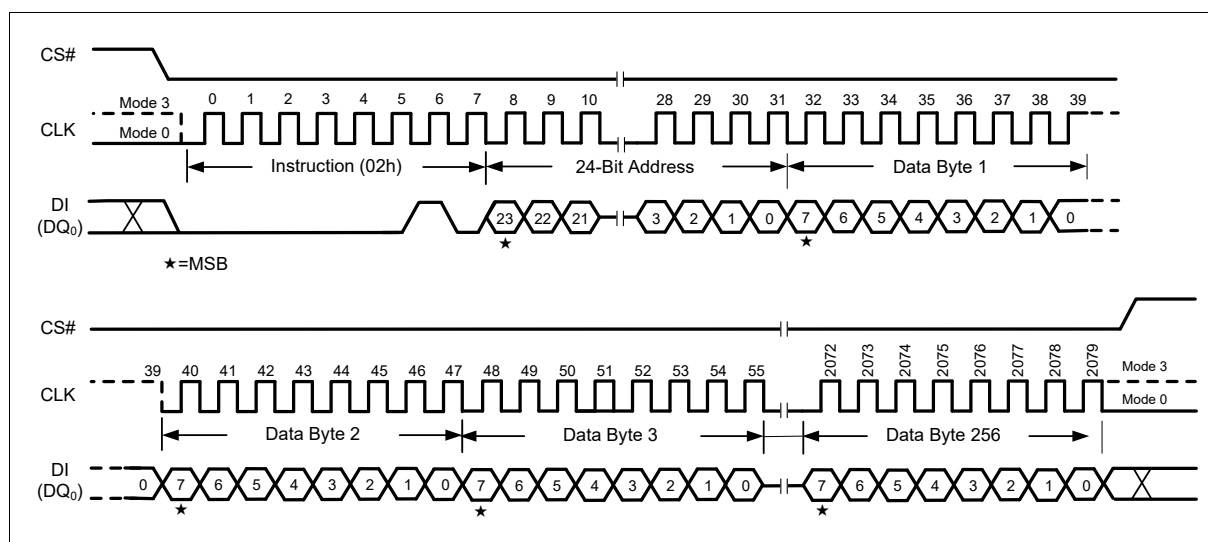 CS#
Mode 3
0 1 2 3 4 5 6 7 8 9 10 28 29 30 31 32 33 34 35 36 37 38 39
CLK
Mode 0
Instruction (02h) 24-Bit Address Data Byte 1
DI
(DQ0)
23 22 21 3 2 1 0 7 6 5 4 3 2 1 0
★ ★
★=MSB
CS#
39 40 41 42 43 44 45 46 47 48 49 50 51 52 53 54 55 2072 2073 2074 2075 2076 2077 2078 2079
Mode 3
CLK
Mode 0
Data Byte 2 Data Byte 3 Data Byte 256
DI
(DQ0)
0 7 6 5 4 3 2 1 0 7 6 5 4 3 2 1 0 7 6 5 4 3 2 1 0
★ ★ ★